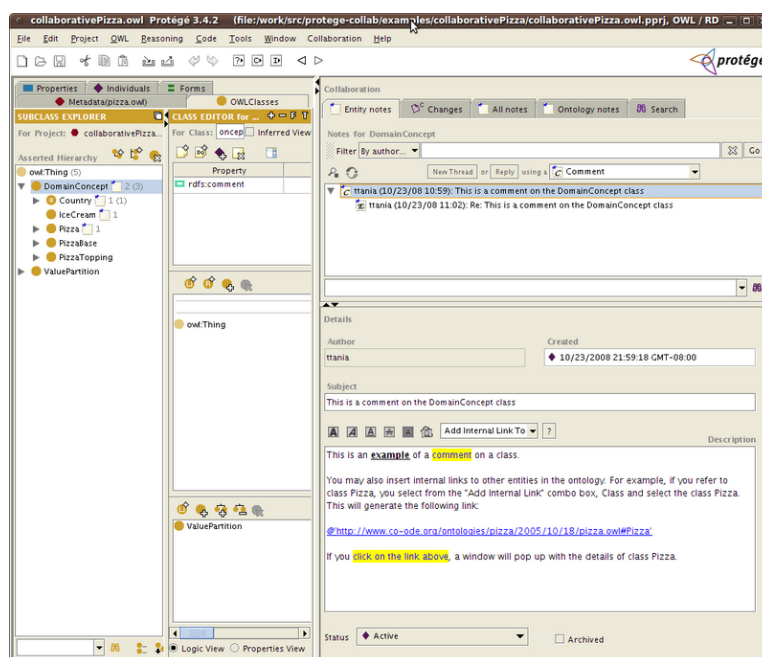 collaborativePizza.owl Protégé 3.4.2 (file:/work/src/protege-collab/examples/collaborativePizza/collaborativePizza.owl.pprj, OWL / RD
File Edit Project OWL Reasoning Code Tools Window Collaboration Help
protégé
Properties Individuals Forms
Metadata(pizza.owl) OWLClasses
SUBCLASS EXPLORER
For Project: collaborativePizza...
Asserted Hierarchy
owl:Thing (5)
DomainConcept 2 (3)
Country 1 (1)
IceCream 1
Pizza 1
PizzaBase
PizzaTopping
ValuePartition
CLASS EDITOR for ...
For Class: oncep Inferred View
Property
rdfs:comment
owl:Thing
ValuePartition
Logic View Properties View
Collaboration
Entity notes Changes All notes Ontology notes Search
Notes for DomainConcept
Filter By author... Go
New Thread or Reply using a Comment
ttania (10/23/08 10:59): This is a comment on the DomainConcept class
ttania (10/23/08 11:02): Re: This is a comment on the DomainConcept class
Details
Author Created
ttania 10/23/2008 21:59:18 GMT-08:00
Subject
This is a comment on the DomainConcept class
A A A A Add Internal Link To ?
Description
This is an example of a comment on a class.
You may also insert internal links to other entities in the ontology. For example, if you refer to
class Pizza, you select from the "Add Internal Link" combo box, Class and select the class Pizza.
This will generate the following link:
@'http://www.co-ode.org/ontologies/pizza/2005/10/18/pizza.owl#Pizza'
If you click on the link above, a window will pop up with the details of class Pizza.
Status Active Archived